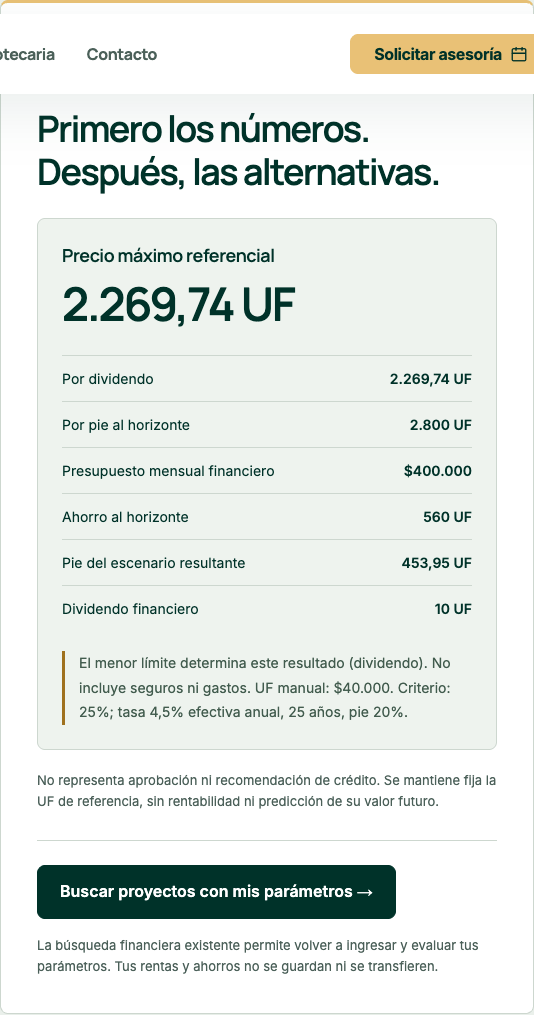 otecaria
Contacto
Solicitar asesoría
Primero los números.
Después, las alternativas.
Precio máximo referencial
2.269,74 UF
Por dividendo 2.269,74 UF
Por pie al horizonte 2.800 UF
Presupuesto mensual financiero $400.000
Ahorro al horizonte 560 UF
Pie del escenario resultante 453,95 UF
Dividendo financiero 10 UF
El menor límite determina este resultado (dividendo). No
incluye seguros ni gastos. UF manual: $40.000. Criterio:
25%; tasa 4,5% efectiva anual, 25 años, pie 20%.
No representa aprobación ni recomendación de crédito. Se mantiene fija la
UF de referencia, sin rentabilidad ni predicción de su valor futuro.
Buscar proyectos con mis parámetros →
La búsqueda financiera existente permite volver a ingresar y evaluar tus
parámetros. Tus rentas y ahorros no se guardan ni se transfieren.